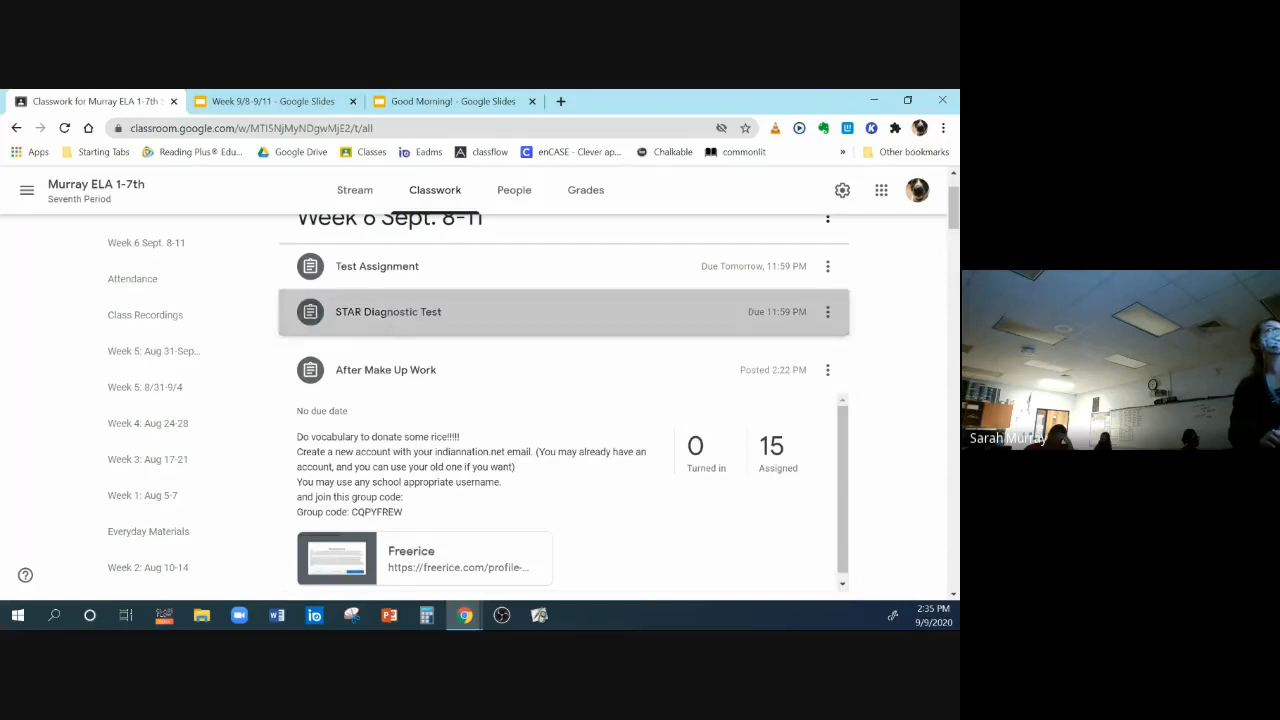 Classwork for Murray ELA 1-7th
Week 9/8-9/11 - Google Slides
Good Morning! - Google Slides
classroom.google.com/w/MTI5NjMyNDgwMjE2/t/all
Apps
Starting Tabs
Reading Plus® Edu...
Google Drive
Classes
Eadms
classflow
enCASE - Clever ap...
Chalkable
commonlit
»
Other bookmarks
Murray ELA 1-7th
Seventh Period
Stream
Classwork
People
Grades
Week 6 Sept. 8-11
Attendance
Class Recordings
Week 5: Aug 31-Sep...
Week 5: 8/31-9/4
Week 4: Aug 24-28
Week 3: Aug 17-21
Week 1: Aug 5-7
Everyday Materials
Week 2: Aug 10-14
Week 6 Sept. 8-11
Test Assignment
Due Tomorrow, 11:59 PM
STAR Diagnostic Test
Due 11:59 PM
After Make Up Work
Posted 2:22 PM
No due date
Do vocabulary to donate some rice!!!!!
Create a new account with your indiannation.net email. (You may already have an
account, and you can use your old one if you want)
You may use any school appropriate username.
and join this group code:
Group code: CQPYFREW
0
Turned in
15
Assigned
Freerice
https://freerice.com/profile-...
2:35 PM
9/9/2020
Sarah Murray